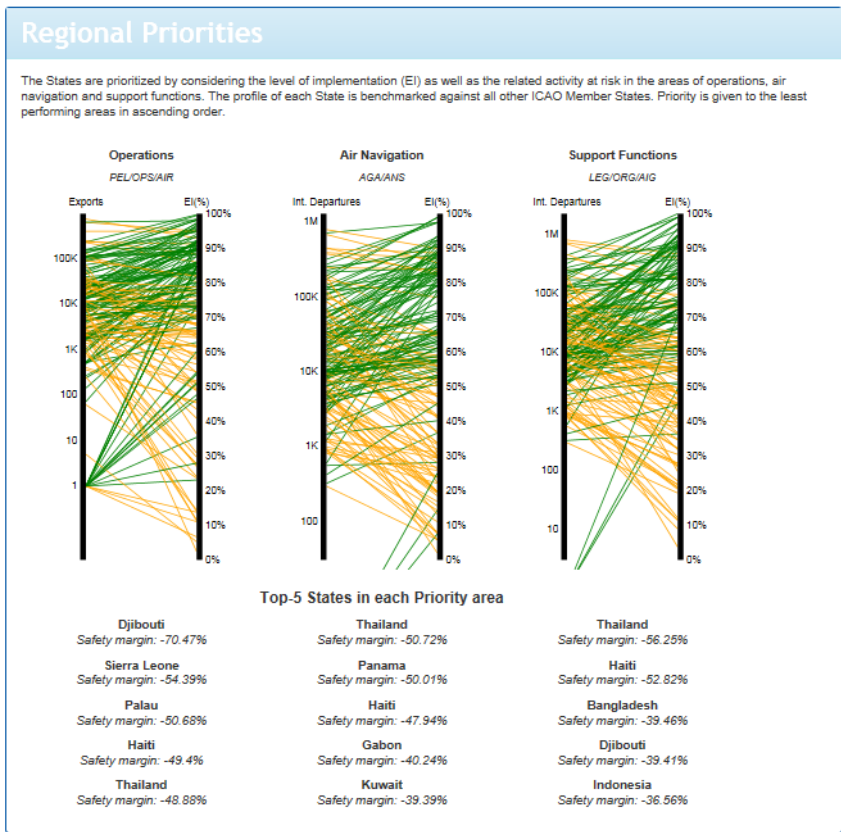 Regional Priorities
The States are prioritized by considering the level of implementation (EI) as well as the related activity at risk in the areas of operations, air
navigation and support functions. The profile of each State is benchmarked against all other ICAO Member States. Priority is given to the least
performing areas in ascending order.
Operations
PEL/OPS/AIR
Exports EI(%)
100%
90%
100K
80%
10K
70%
1K
60%
50%
100
40%
10
30%
1
20%
10%
0%
Air Navigation
AGA/ANS
Int. Departures EI(%)
1M
100%
90%
80%
100K
70%
60%
10K
50%
40%
1K
30%
20%
100
10%
0%
Support Functions
LEG/ORG/AIG
Int. Departures EI(%)
100%
1M
90%
80%
100K
70%
10K
60%
50%
1K
40%
30%
100
20%
10
10%
0%
Top-5 States in each Priority area
Djibouti
Safety margin: -70.47%
Sierra Leone
Safety margin: -54.39%
Palau
Safety margin: -50.68%
Haiti
Safety margin: -49.4%
Thailand
Safety margin: -48.88%
Thailand
Safety margin: -50.72%
Panama
Safety margin: -50.01%
Haiti
Safety margin: -47.94%
Gabon
Safety margin: -40.24%
Kuwait
Safety margin: -39.39%
Thailand
Safety margin: -56.25%
Haiti
Safety margin: -52.82%
Bangladesh
Safety margin: -39.46%
Djibouti
Safety margin: -39.41%
Indonesia
Safety margin: -36.56%